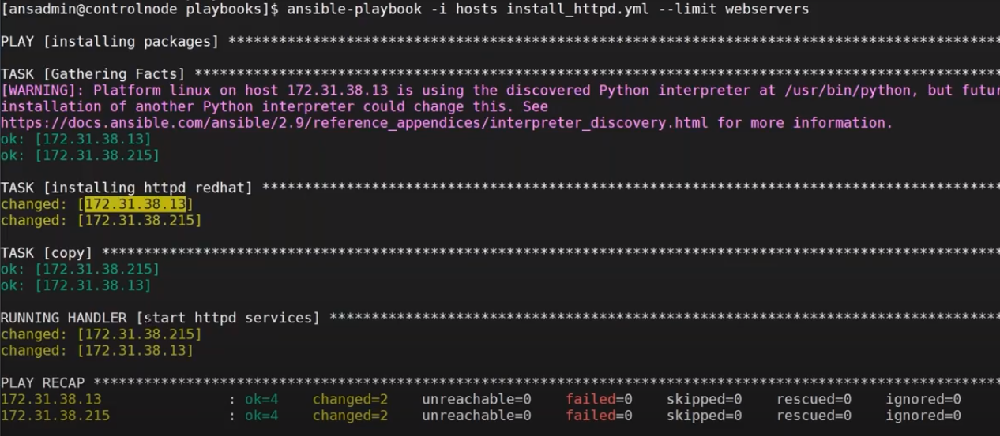 [ansadmin@controlnode playbooks]$ ansible-playbook -i hosts install_httpd.yml --limit webservers
PLAY [installing packages] ******************************************************************************************
TASK [Gathering Facts] **********************************************************************************************
[WARNING]: Platform linux on host 172.31.38.13 is using the discovered Python interpreter at /usr/bin/python, but futur
installation of another Python interpreter could change this. See
https://docs.ansible.com/ansible/2.9/reference_appendices/interpreter_discovery.html for more information.
ok: [172.31.38.13]
ok: [172.31.38.215]
TASK [installing httpd redhat] **************************************************************************************
changed: [172.31.38.13]
changed: [172.31.38.215]
TASK [copy] *********************************************************************************************************
ok: [172.31.38.215]
ok: [172.31.38.13]
RUNNING HANDLER [start httpd services] ******************************************************************************
changed: [172.31.38.215]
changed: [172.31.38.13]
PLAY RECAP **********************************************************************************************************
172.31.38.13 : ok=4 changed=2 unreachable=0 failed=0 skipped=0 rescued=0 ignored=0
172.31.38.215 : ok=4 changed=2 unreachable=0 failed=0 skipped=0 rescued=0 ignored=0